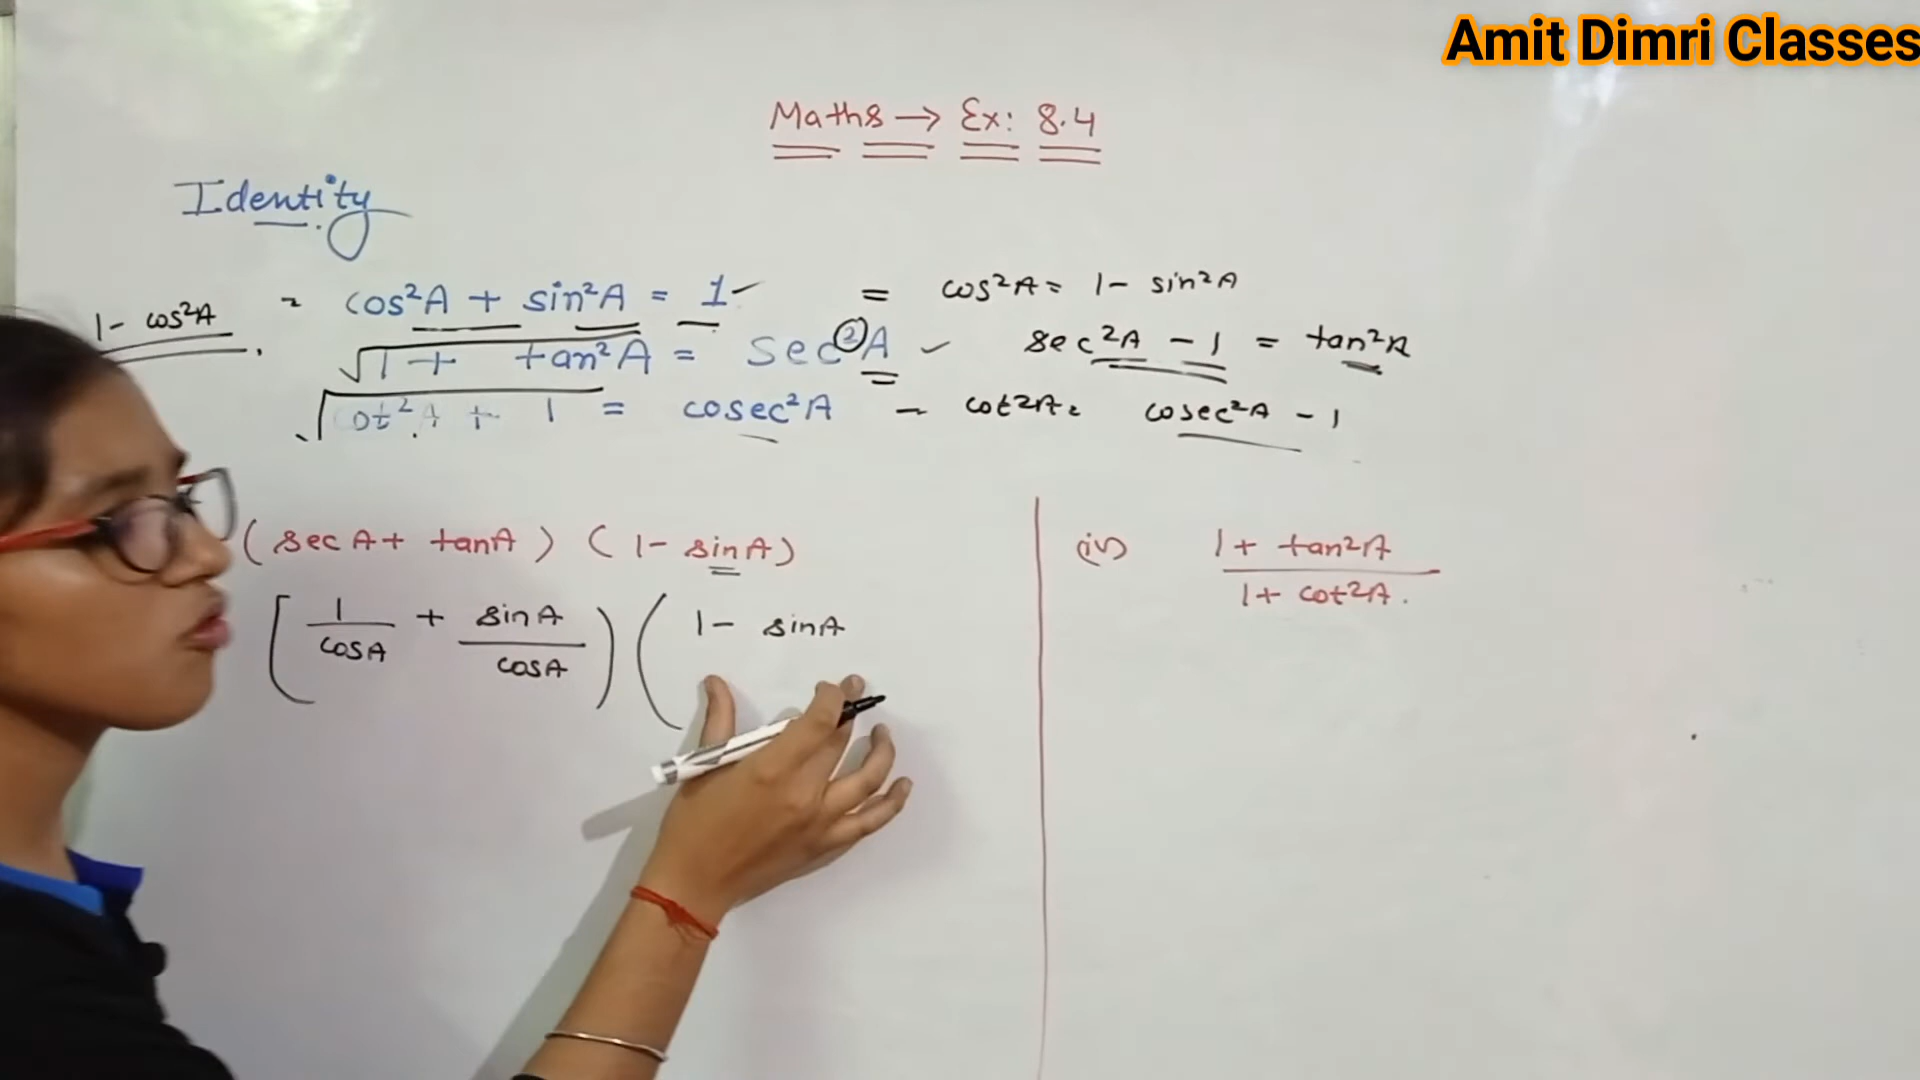 Amit Dimri Classes
Maths → Ex: 8.4
Identity
1 - cos²A = cos²A + sin²A = 1 = cos²A = 1 - sin²A
√1 + tan²A = sec²A sec²A - 1 = tan²A
√cot²A + 1 = cosec²A - cot²A = cosec²A - 1
(sec A + tanA) (1 - sinA)
[1/cosA + sinA/cosA) (1 - sinA
(iv) 1 + tan²A
1 + cot²A.